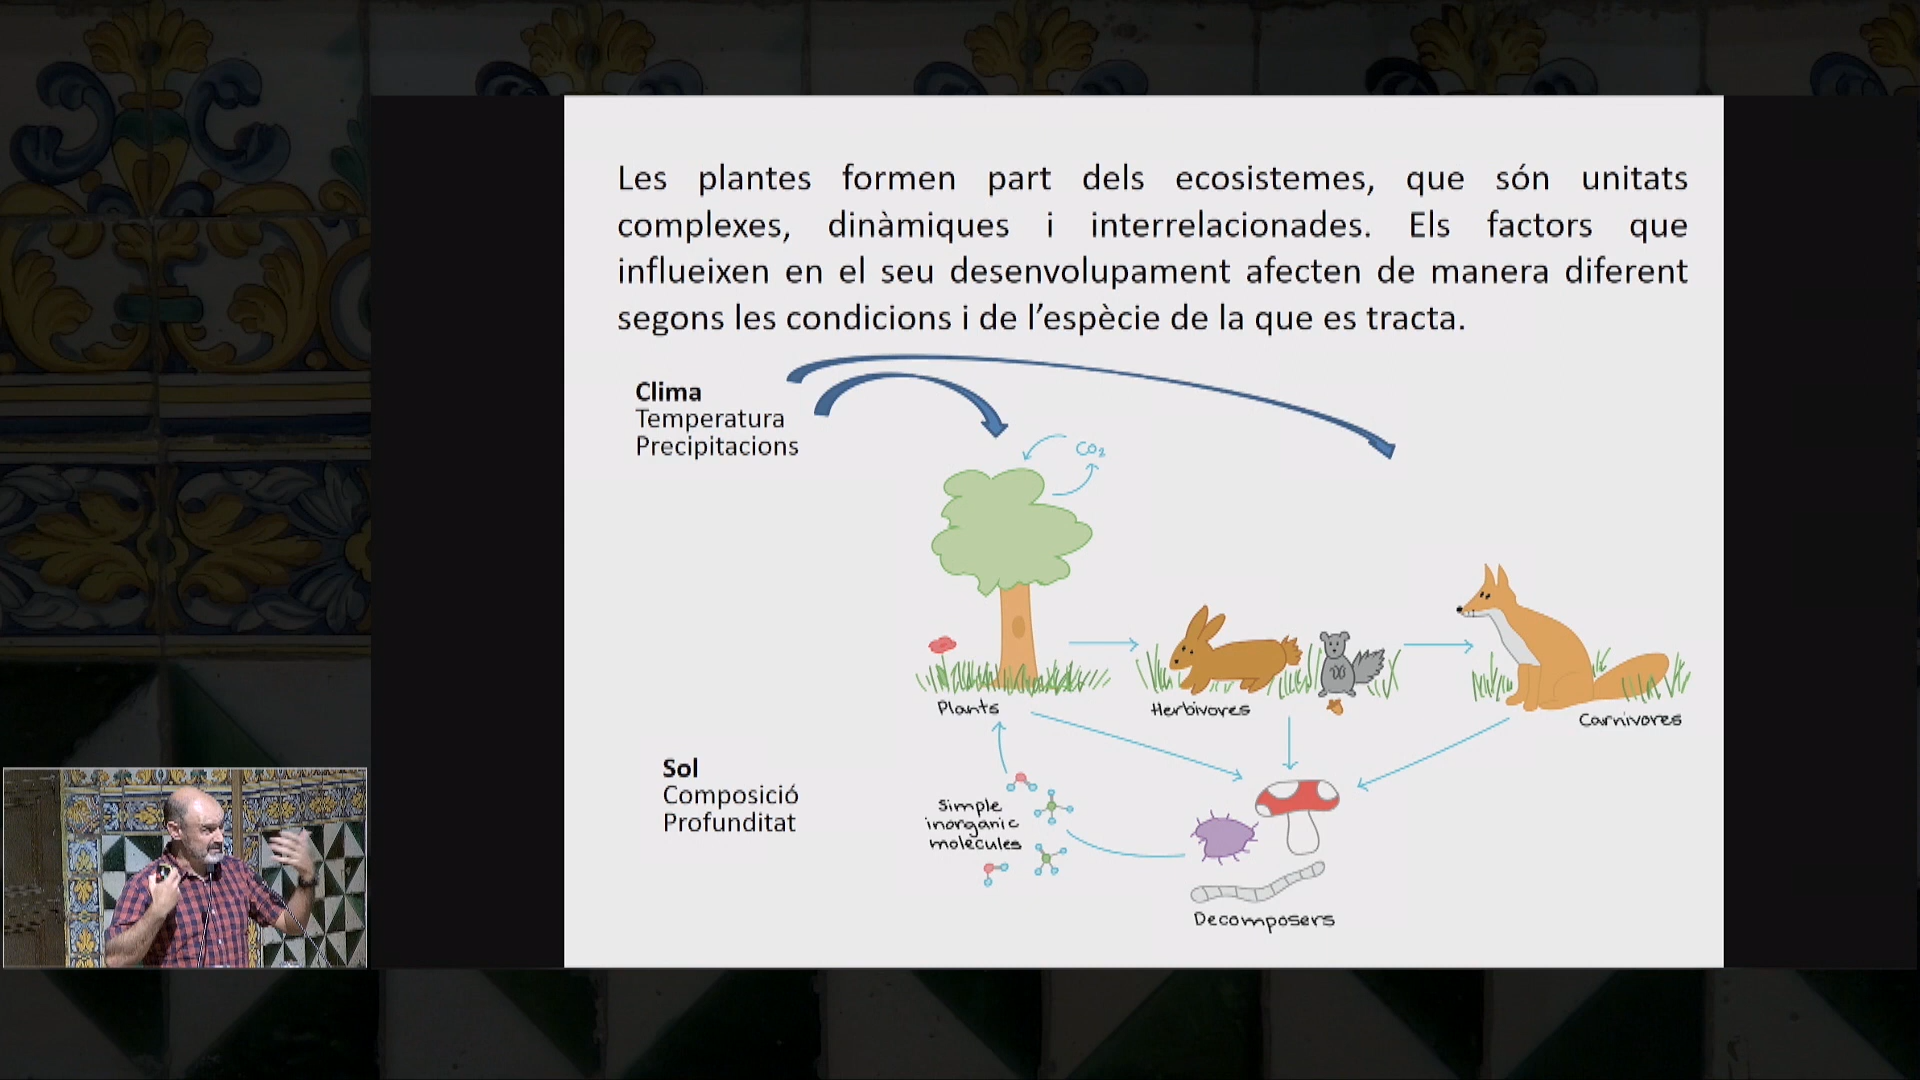 Les plantes formen part dels ecosistemes, que són unitats
complexes, dinàmiques i interrelacionades. Els factors que
influeixen en el seu desenvolupament afecten de manera diferent
segons les condicions i de l’espècie de la que es tracta.
Clima
Temperatura
Precipitacions
CO₂
Plants
Herbivores
Carnivores
Sol
Composició
Profunditat
Simple
inorganic
molecules
Decomposers